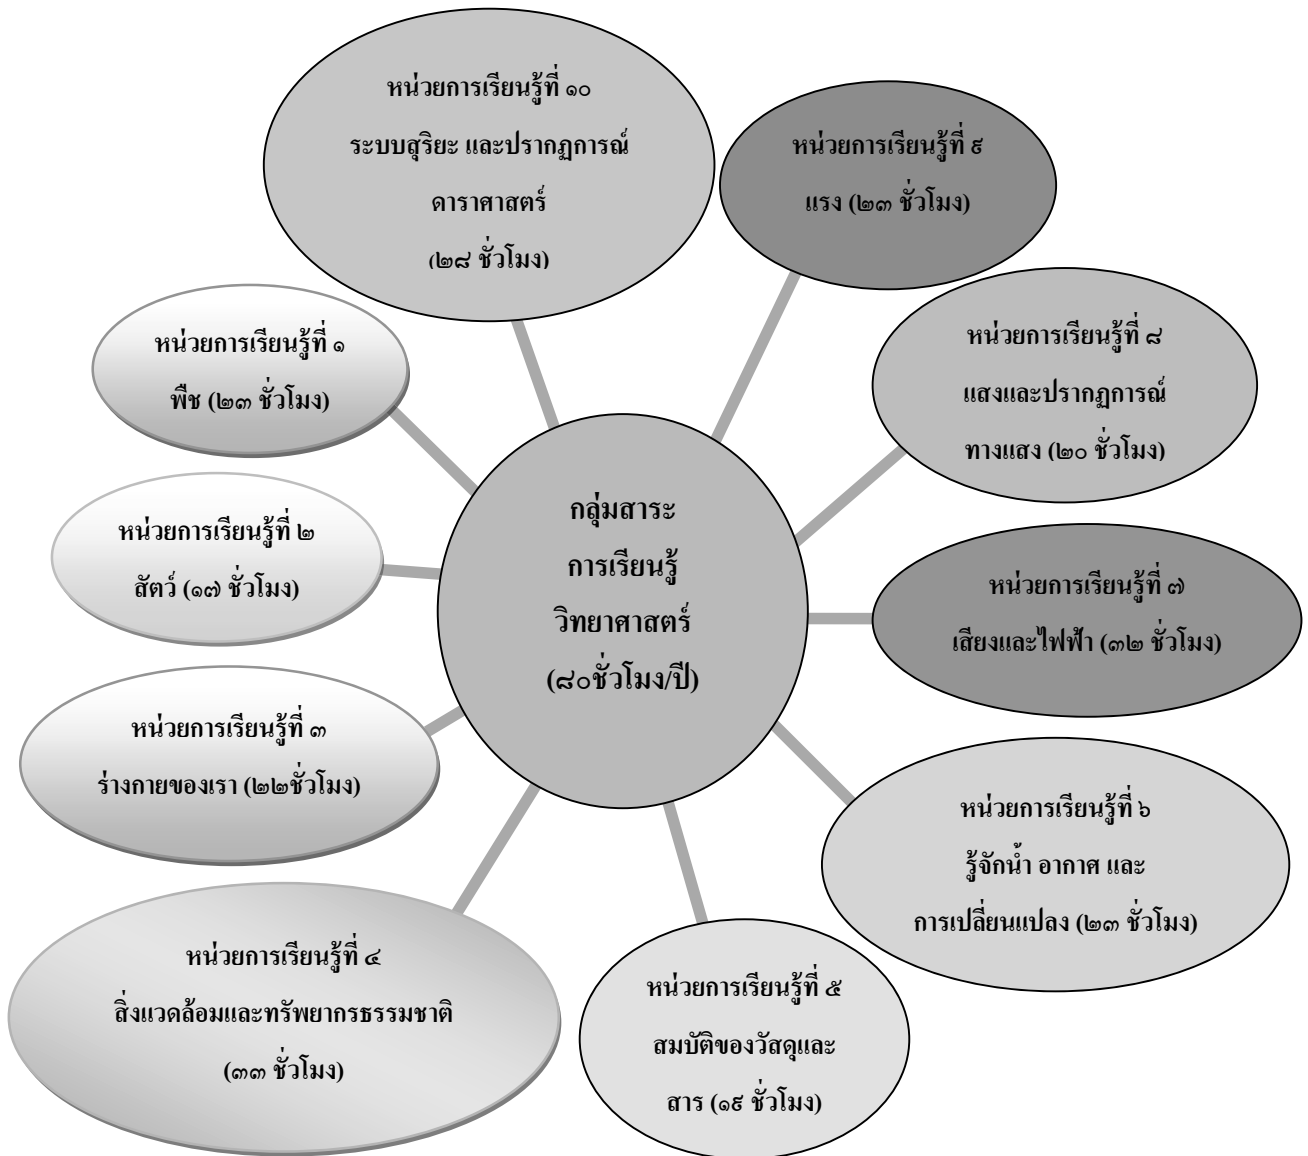 หน่วยการเรียนรู้ที่ ๑๐
ระบบสุริยะ และปรากฏการณ์
ดาราศาสตร์
(๒๘ ชั่วโมง)
หน่วยการเรียนรู้ที่ ๙
แรง (๒๓ ชั่วโมง)
หน่วยการเรียนรู้ที่ ๘
แสงและปรากฏการณ์
ทางแสง (๒๐ ชั่วโมง)
หน่วยการเรียนรู้ที่ ๗
เสียงและไฟฟ้า (๓๒ ชั่วโมง)
หน่วยการเรียนรู้ที่ ๖
รู้จักน้ำ อากาศ และ
การเปลี่ยนแปลง (๒๓ ชั่วโมง)
หน่วยการเรียนรู้ที่ ๕
สมบัติของวัสดุและ
สาร (๑๙ ชั่วโมง)
หน่วยการเรียนรู้ที่ ๔
สิ่งแวดล้อมและทรัพยากรธรรมชาติ
(๓๓ ชั่วโมง)
หน่วยการเรียนรู้ที่ ๓
ร่างกายของเรา (๒๒ชั่วโมง)
หน่วยการเรียนรู้ที่ ๒
สัตว์ (๑๗ ชั่วโมง)
หน่วยการเรียนรู้ที่ ๑
พืช (๒๓ ชั่วโมง)
กลุ่มสาระ
การเรียนรู้
วิทยาศาสตร์
(๘๐ชั่วโมง/ปี)